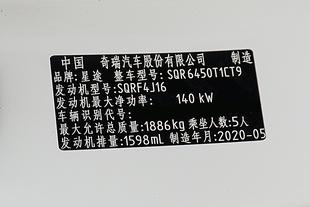 中国 奇瑞汽车股份有限公司 制造
品牌：星途 整车型号：SQR6450T1CT9
发动机型号：SQRF4J16
发动机最大净功率： 140 kW
车辆识别代号：
最大允许总质量：1886kg 乘坐人数：5人
发动机排量：1598mL 制造年月：2020-05